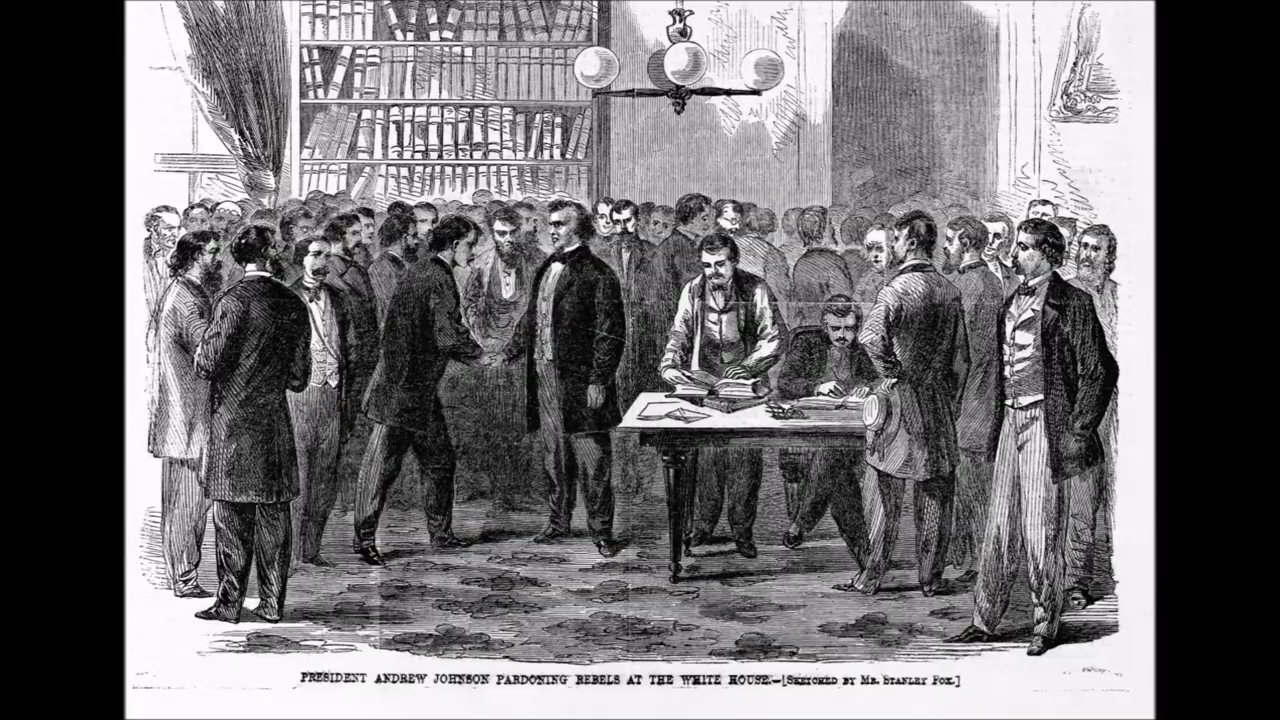 PRESIDENT ANDREW JOHNSON PARDONING REBELS AT THE WHITE HOUSE.—[SKETCHED BY MR. STANLEY FOX.]